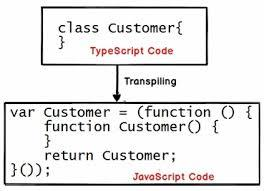 class Customer{
}
TypeScript Code
Transpiling
var Customer = (function () {
function Customer() {
}
return Customer;
}());
JavaScript Code